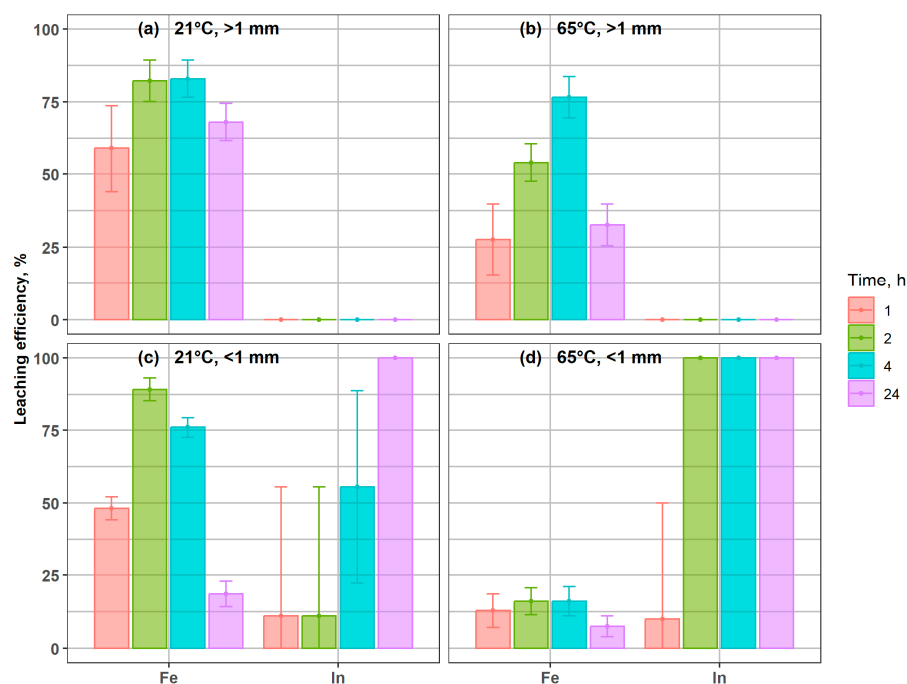 (a) 21°C, >1 mm
(b) 65°C, >1 mm
100
75
50
25
0
(c) 21°C, <1 mm
(d) 65°C, <1 mm
100
75
50
25
0
Leaching efficiency, %
Fe In
Fe In
Time, h
1
2
4
24